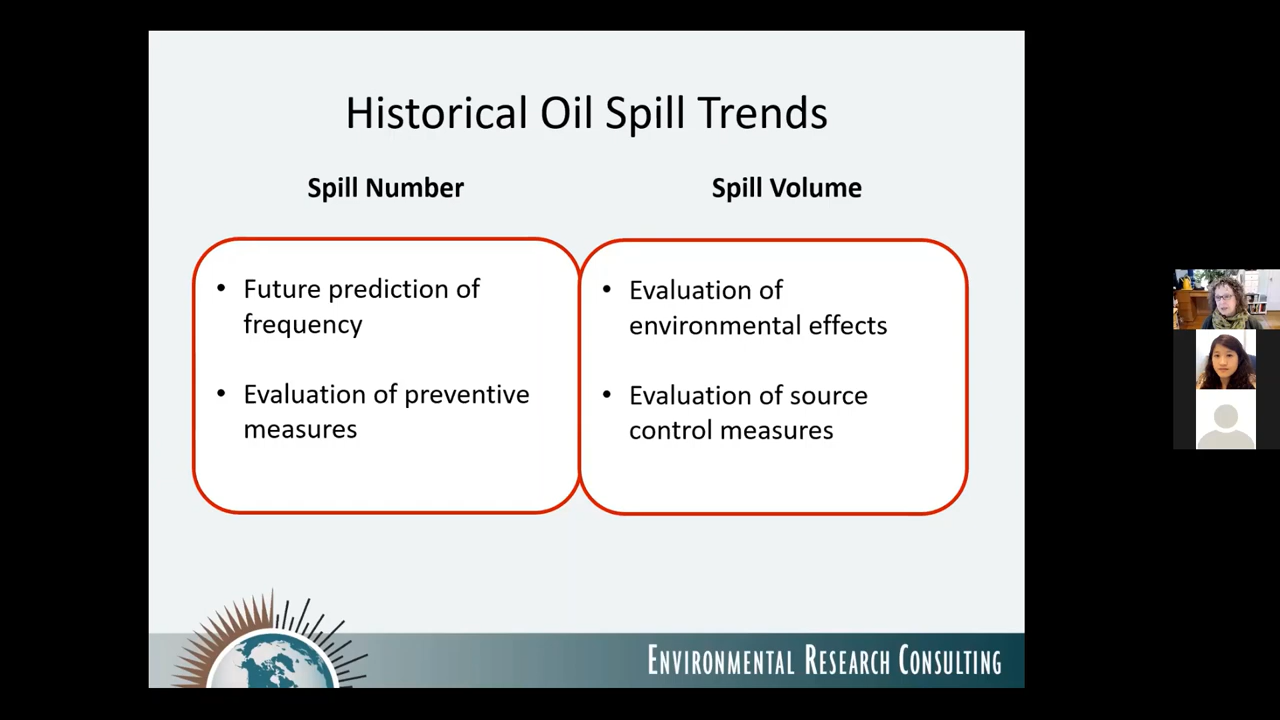 Historical Oil Spill Trends
Spill Number
• Future prediction of
frequency
• Evaluation of preventive
measures
Spill Volume
• Evaluation of
environmental effects
• Evaluation of source
control measures
ENVIRONMENTAL RESEARCH CONSULTING